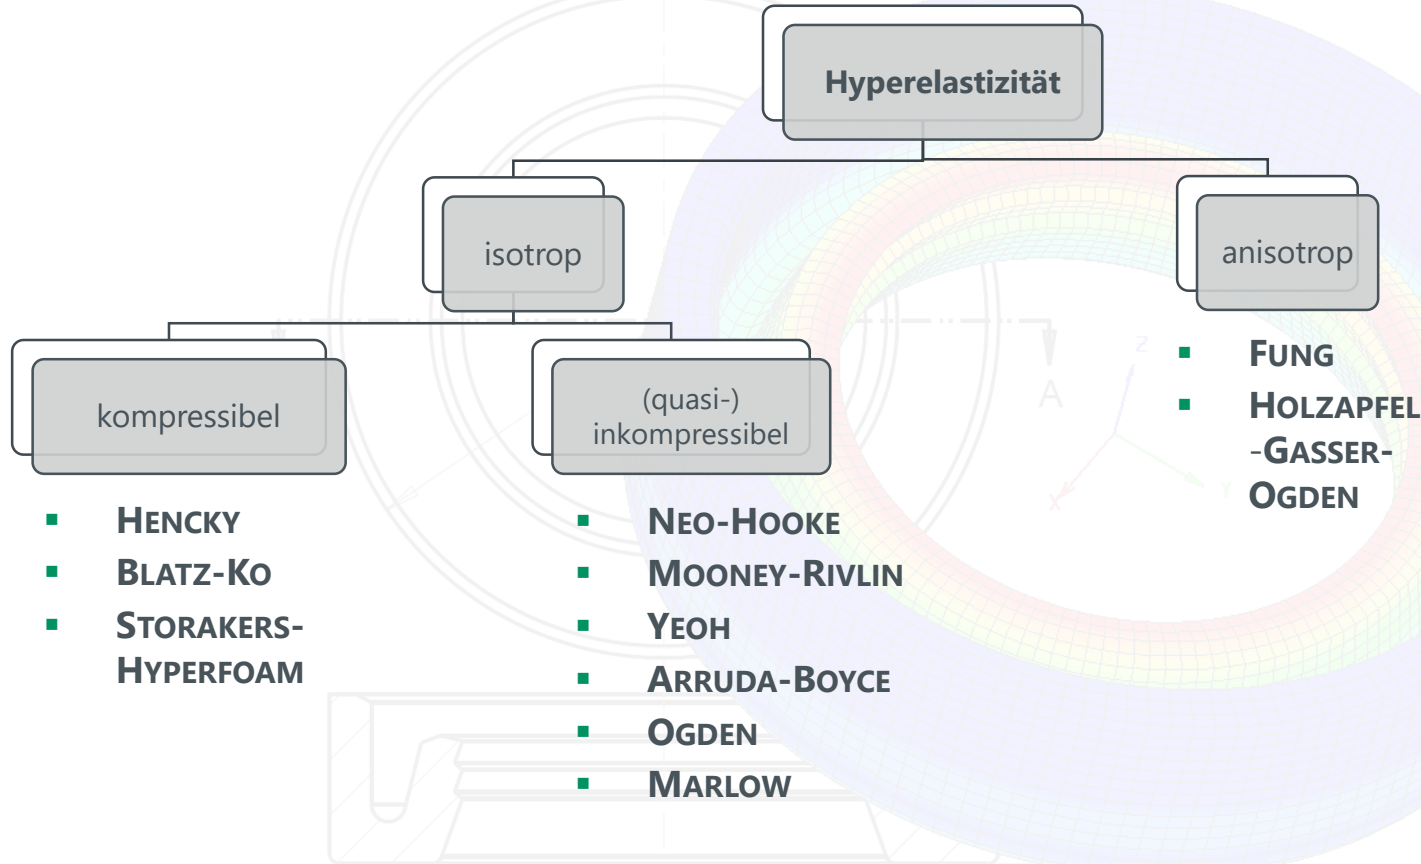 Hyperelastizität
isotrop
anisotrop
kompressibel
(quasi-)
inkompressibel
▪ HENCKY
▪ BLATZ-KO
▪ STORAKERS-
HYPERFOAM
▪ NEO-HOOKE
▪ MOONEY-RIVLIN
▪ YEOH
▪ ARRUDA-BOYCE
▪ OGDEN
▪ MARLOW
▪ FUNG
▪ HOLZAPFEL
-GASSER-
OGDEN
A
Z
X
Y